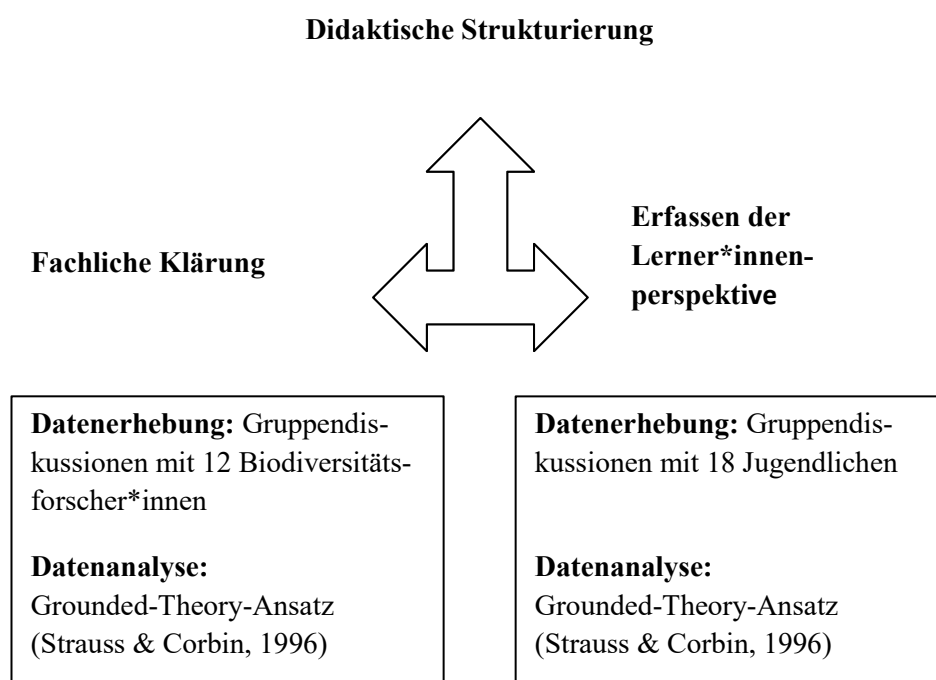 Didaktische Strukturierung
Fachliche Klärung
Erfassen der
Lerner*innen-
perspektive
Datenerhebung: Gruppendis-
kussionen mit 12 Biodiversitäts-
forscher*innen
Datenanalyse:
Grounded-Theory-Ansatz
(Strauss & Corbin, 1996)
Datenerhebung: Gruppendis-
kussionen mit 18 Jugendlichen
Datenanalyse:
Grounded-Theory-Ansatz
(Strauss & Corbin, 1996)